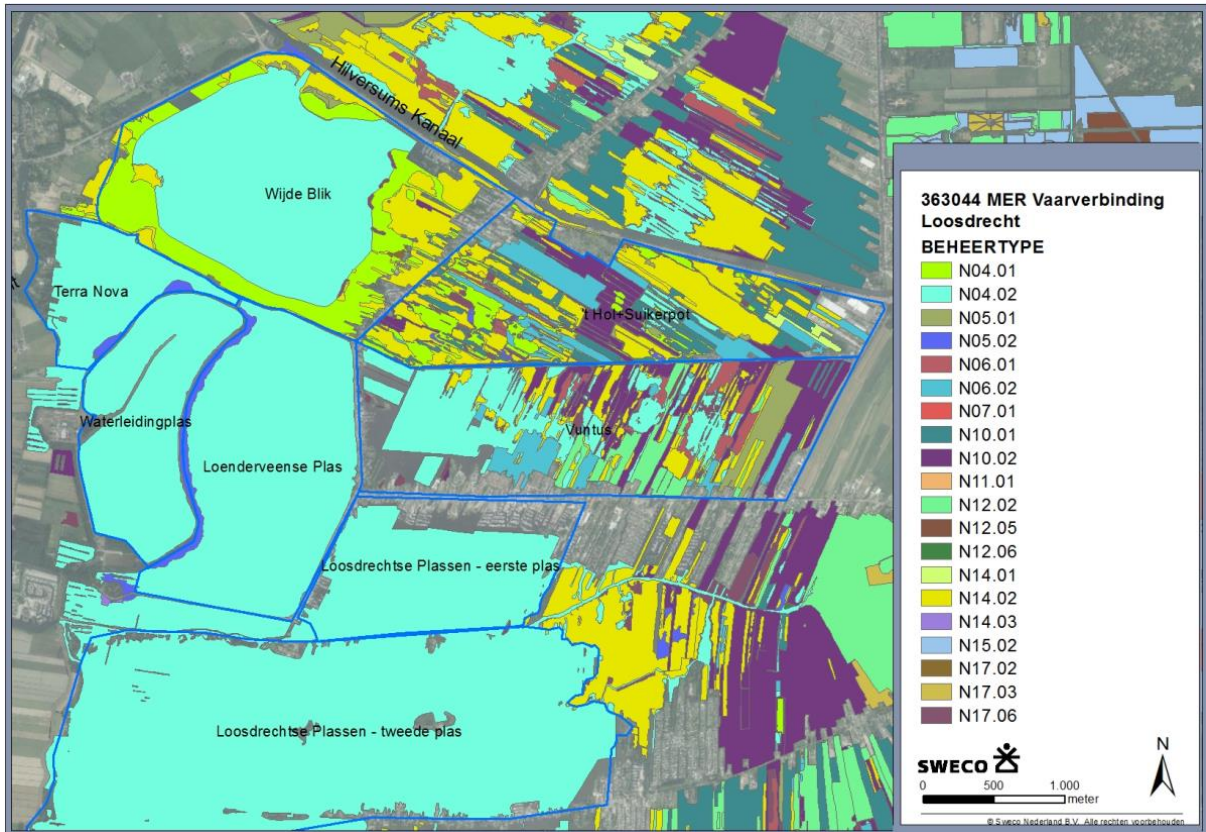 Hilversums Kanaal
Wijde Blik
Terra Nova
't Hol+Suikerpot
Waterleidingplas
Loenderveense Plas
Vuntus
Loosdrechtse Plassen - eerste plas
Loosdrechtse Plassen - tweede plas
363044 MER Vaarverbinding
Loosdrecht
BEHEERTYPE
N04.01
N04.02
N05.01
N05.02
N06.01
N06.02
N07.01
N10.01
N10.02
N11.01
N12.02
N12.05
N12.06
N14.01
N14.02
N14.03
N15.02
N17.02
N17.03
N17.06
SWECO
N
0 500 1.000
meter
© Sweco Nederland B.V. Alle rechten voorbehouden